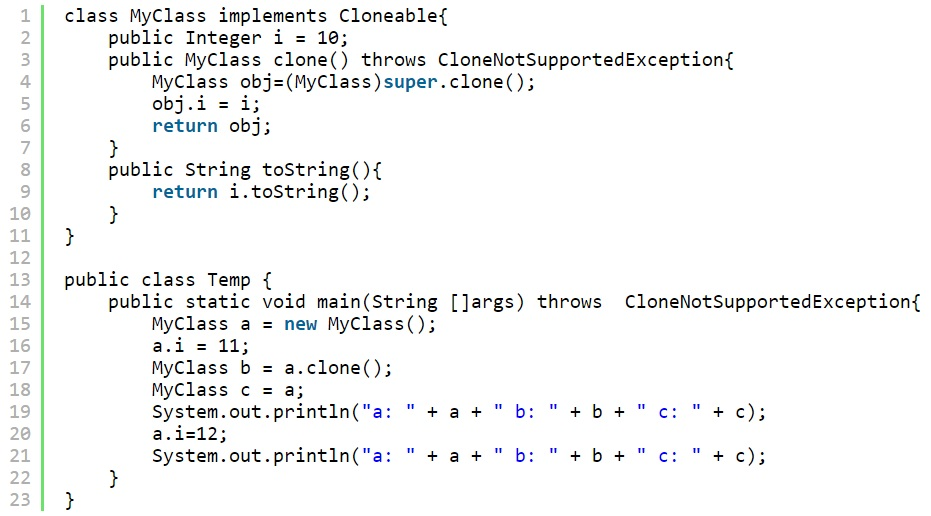 1 class MyClass implements Cloneable{
2     public Integer i = 10;
3     public MyClass clone() throws CloneNotSupportedException{
4         MyClass obj=(MyClass)super.clone();
5         obj.i = i;
6         return obj;
7     }
8     public String toString(){
9         return i.toString();
10     }
11 }
12
13 public class Temp {
14     public static void main(String []args) throws  CloneNotSupportedException{
15         MyClass a = new MyClass();
16         a.i = 11;
17         MyClass b = a.clone();
18         MyClass c = a;
19         System.out.println("a: " + a + " b: " + b + " c: " + c);
20         a.i=12;
21         System.out.println("a: " + a + " b: " + b + " c: " + c);
22     }
23 }